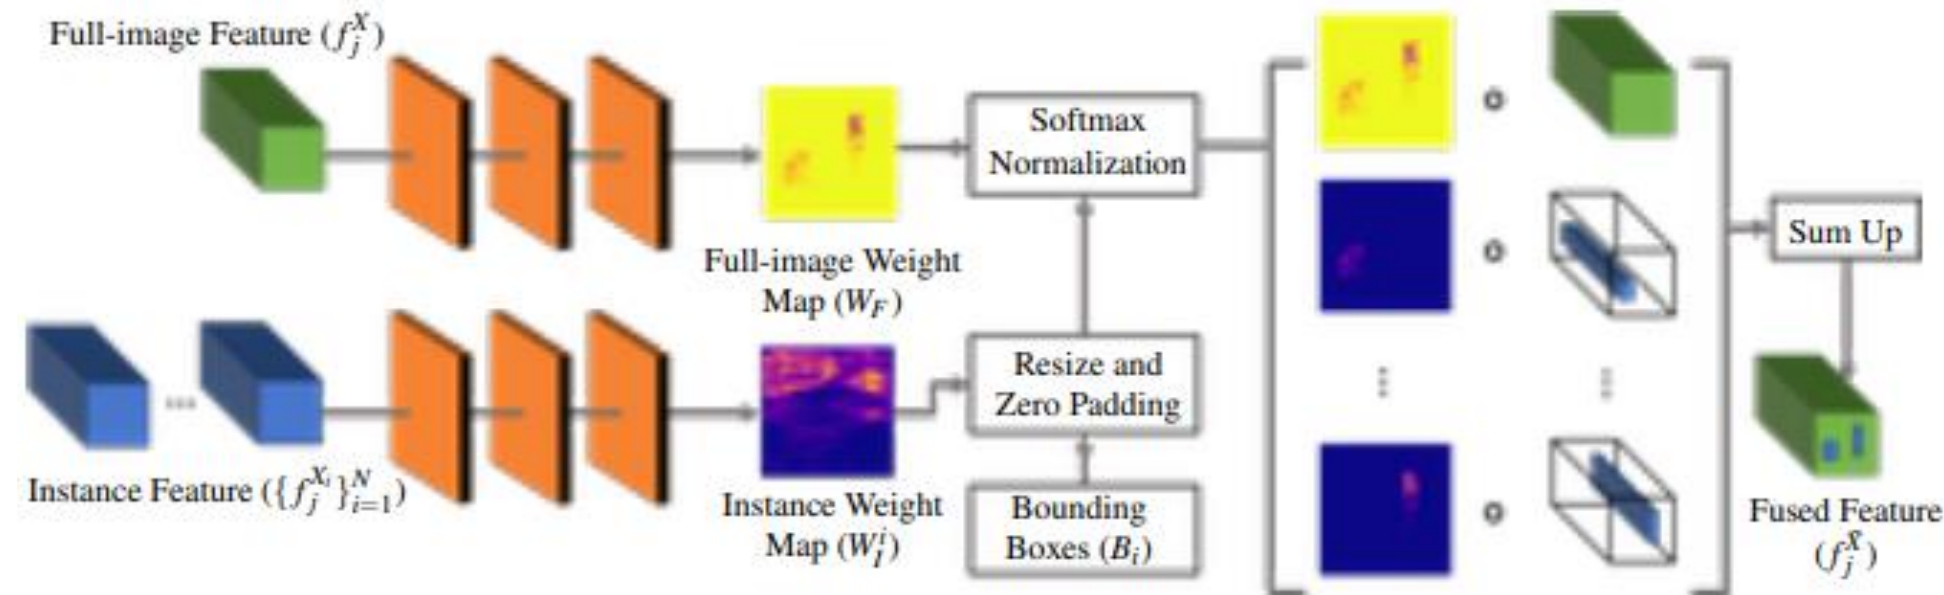 Full-image Feature (f_j^X)
Softmax
Normalization
Sum Up
Full-image Weight
Map (W_F)
Resize and
Zero Padding
...
...
...
Instance Feature ({f_j^{X_i}}_{i=1}^N)
Instance Weight
Map (W_I^i)
Bounding
Boxes (B_i)
Fused Feature
(f_j^{X̃})